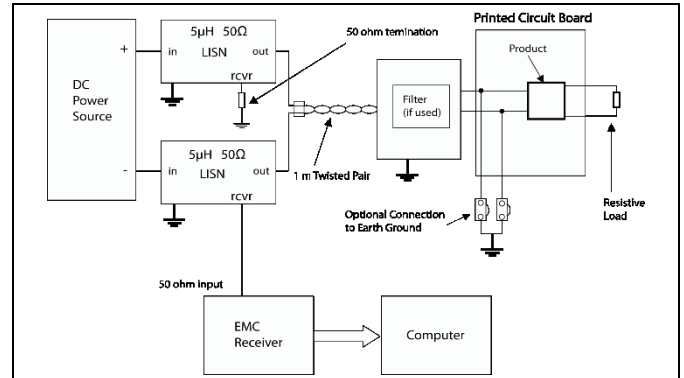 Printed Circuit Board
5µH 50Ω
LISN
in
out
rcvr
50 ohm temination
Product
+
DC
Power
Source
-
Filter
(if used)
5µH 50Ω
LISN
in
out
rcvr
1 m Twisted Pair
Optional Connection
to Earth Ground
Resistive
Load
50 ohm input
EMC
Receiver
Computer